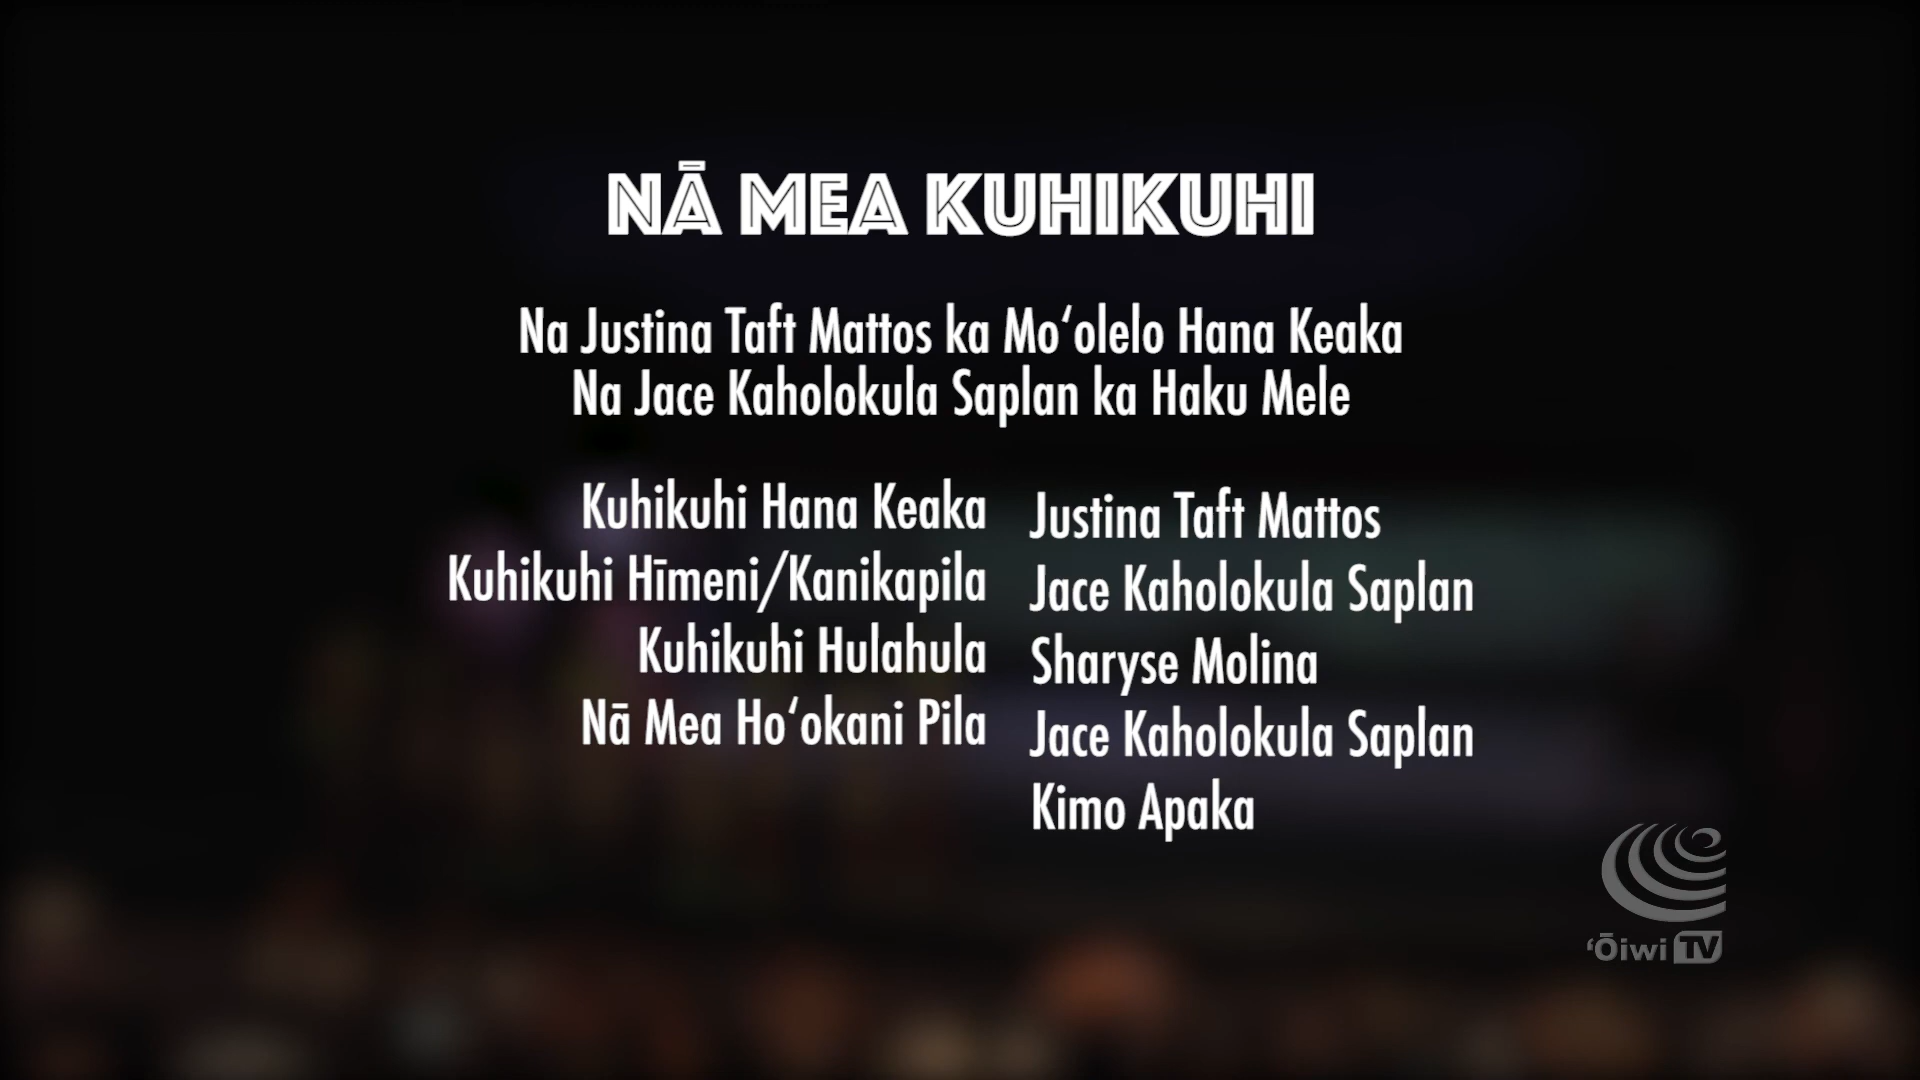 NĀ MEA KUHIKUHI
Na Justina Taft Mattos ka Moʻolelo Hana Keaka
Na Jace Kaholokula Saplan ka Haku Mele
Kuhikuhi Hana Keaka Justina Taft Mattos
Kuhikuhi Hīmeni/Kanikapila Jace Kaholokula Saplan
Kuhikuhi Hulahula Sharyse Molina
Nā Mea Hoʻokani Pila Jace Kaholokula Saplan
Kimo Apaka
ʻŌiwi TV